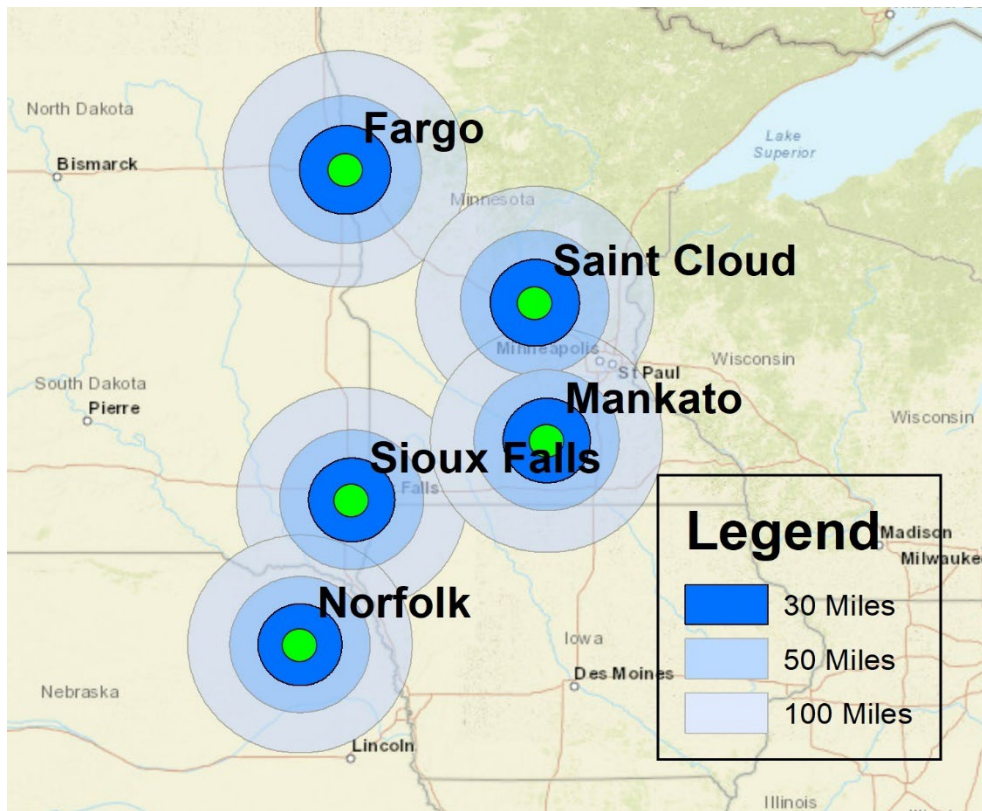 North Dakota
Bismarck
Fargo
Lake
Superior
Minnesota
Saint Cloud
Minneapolis
St Paul
Wisconsin
Mankato
South Dakota
Pierre
Wisconsin
Sioux Falls
Falls
Legend
Madison
Milwauke
30 Miles
Norfolk
Iowa
50 Miles
Des Moines
Nebraska
100 Miles
Lincoln
Illinois